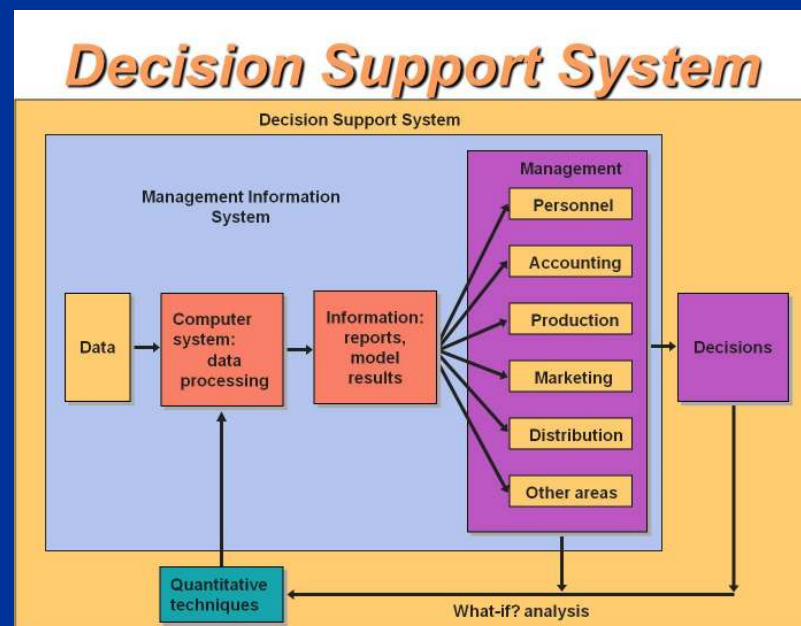 Decision Support System
Decision Support System
Management Information
System
Management
Personnel
Accounting
Production
Marketing
Distribution
Other areas
Data
Computer
system:
data
processing
Information:
reports,
model
results
Decisions
Quantitative
techniques
What-if? analysis